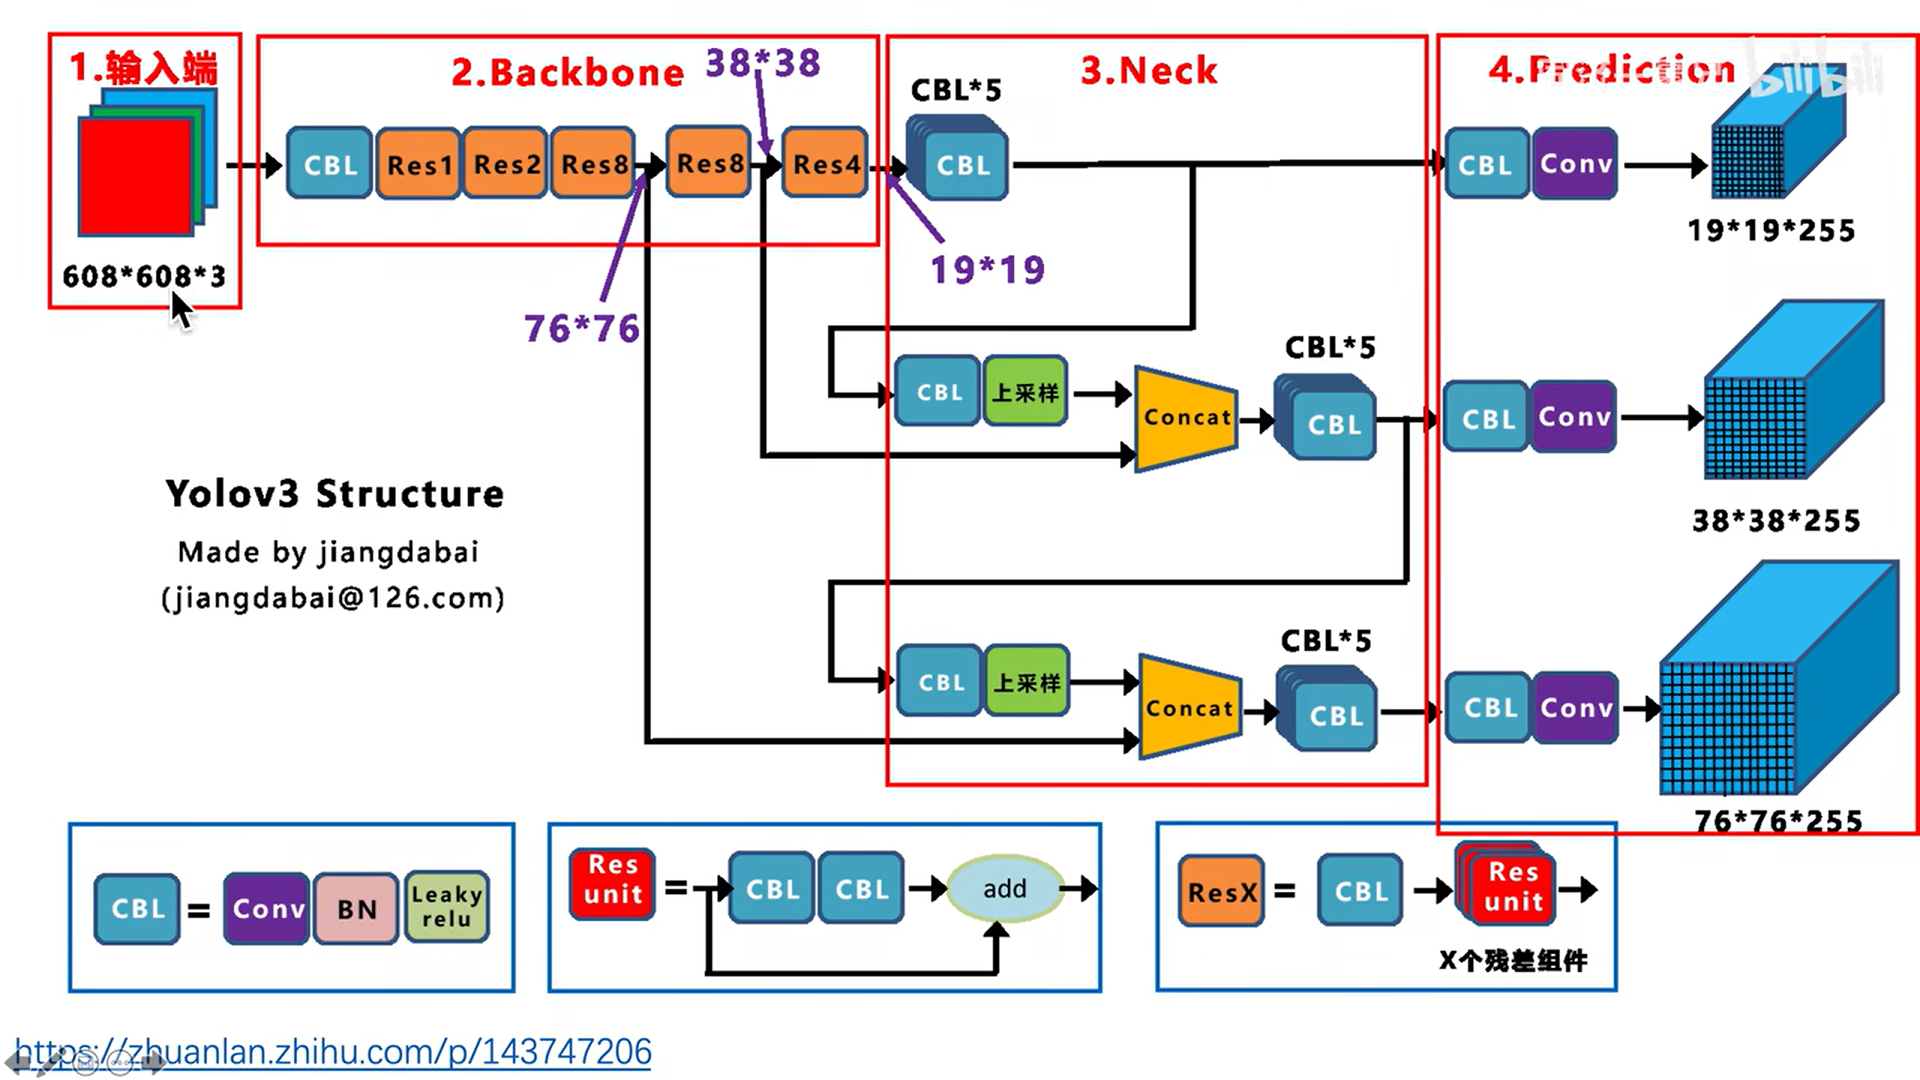 1.输入端
608*608*3
2.Backbone
38*38
CBL
Res1
Res2
Res8
Res8
Res4
76*76
3.Neck
CBL*5
CBL
19*19
CBL
上采样
Concat
CBL*5
CBL
CBL
上采样
Concat
CBL*5
CBL
4.Prediction
bilibili
CBL
Conv
19*19*255
CBL
Conv
38*38*255
CBL
Conv
76*76*255
Yolov3 Structure
Made by jiangdabai
(jiangdabai@126.com)
CBL
=
Conv
BN
Leaky
relu
Res
unit
=
CBL
CBL
add
ResX
=
CBL
Res
unit
X个残差组件
https://zhuanlan.zhihu.com/p/143747206